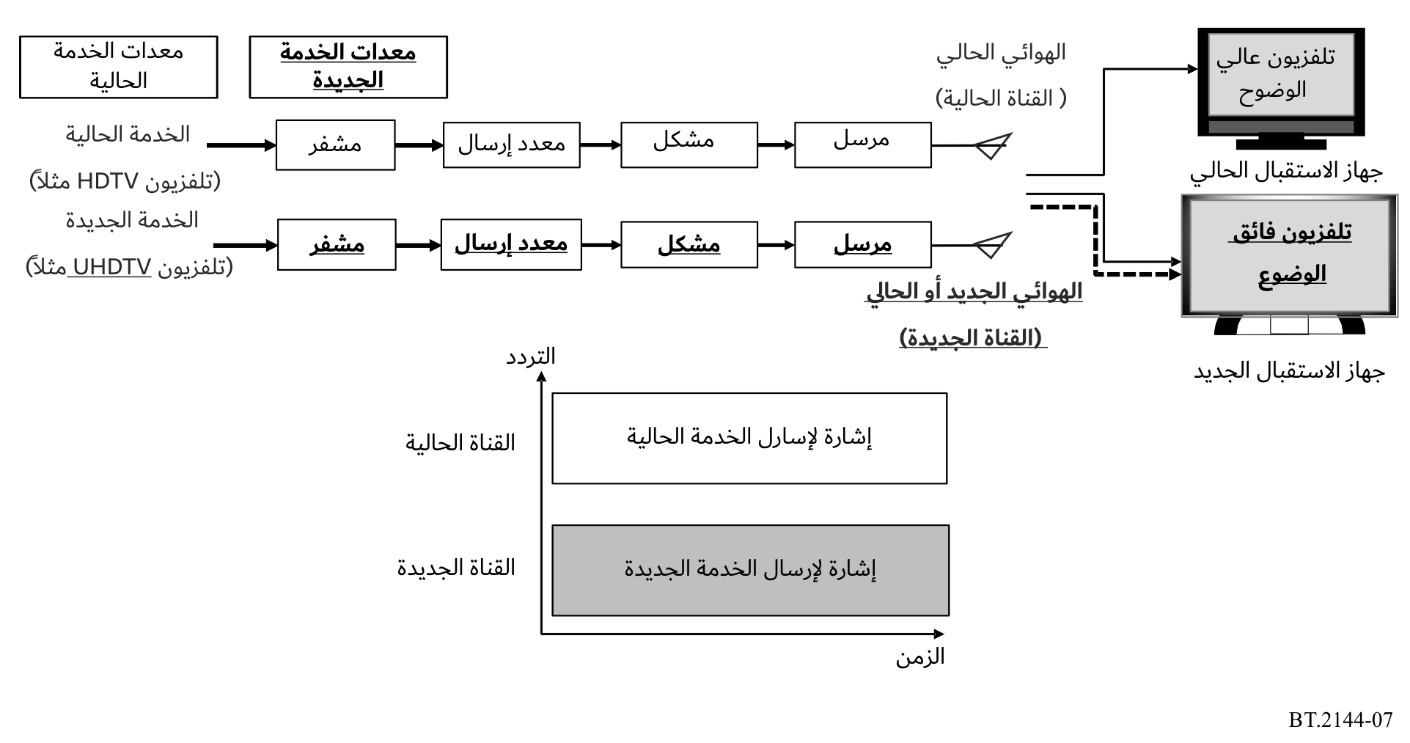 معدات الخدمة
الحالية
معدات الخدمة
الجديدة
الهوائي الحالي
(القناة الحالية )
تلفزيون عالي
الوضوح
جهاز الاستقبال الحالي
الخدمة الحالية
(تلفزيون HDTV مثلاً)
مشفر
معدد إرسال
مشكل
مرسل
الخدمة الجديدة
(تلفزيون UHDTV مثلاً)
مشفر
معدد إرسال
مشكل
مرسل
الهوائي الجديد أو الحالي
(القناة الجديدة)
تلفزيون فائق
الوضوع
جهاز الاستقبال الجديد
التردد
القناة الحالية
إشارة لإسارل الخدمة الحالية
القناة الجديدة
إشارة لإرسال الخدمة الجديدة
الزمن
BT.2144-07